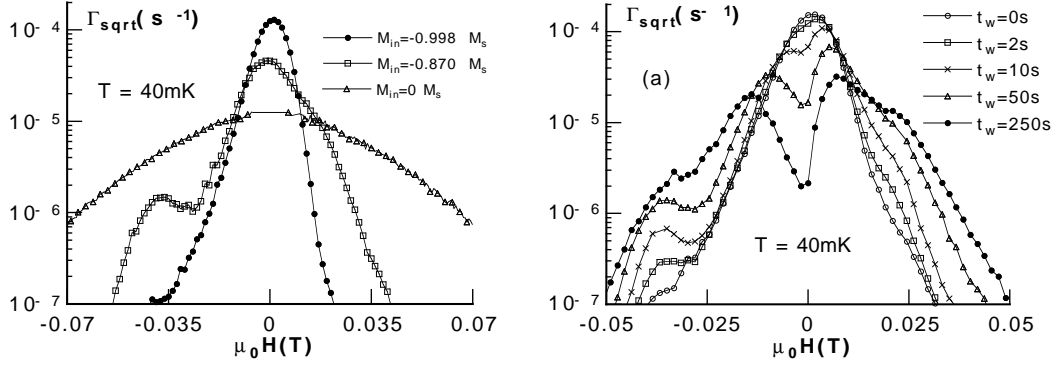 Γsqrt(s⁻¹)
10⁻⁴
10⁻⁵
10⁻⁶
10⁻⁷
M_in=-0.998 M_s
M_in=-0.870 M_s
M_in=0 M_s
T = 40mK
-0.07 -0.035 0 0.035 0.07
μ₀H(T)
Γsqrt(s⁻ ¹)
10⁻⁴
10⁻⁵
10⁻⁶
10⁻⁷
(a)
t_w=0s
t_w=2s
t_w=10s
t_w=50s
t_w=250s
T = 40mK
-0.05 -0.025 0 0.025 0.05
μ₀H(T)